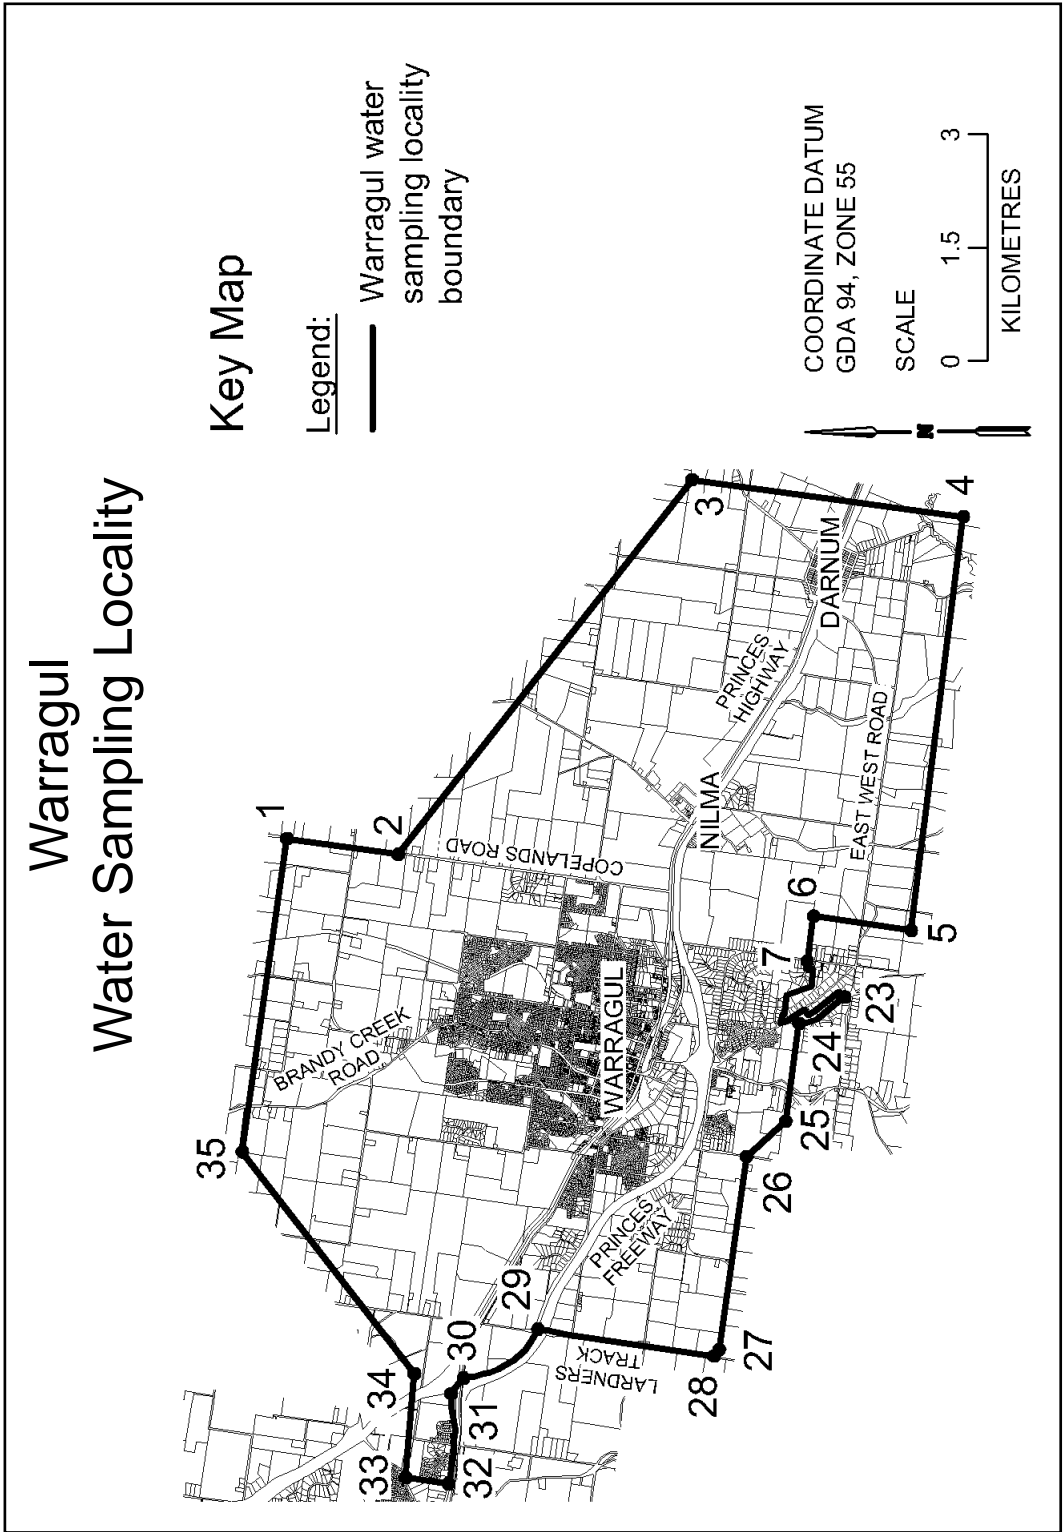 Warragul
Water Sampling Locality
Key Map
Legend:
Warragul water
sampling locality
boundary
1
2
3
4
5
6
7
23
24
25
26
27
28
29
30
31
32
33
34
35
BRANDY CREEK
ROAD
COPELANDS ROAD
WARRAGUL
NILMA
PRINCES
HIGHWAY
DARNUM
EAST WEST ROAD
PRINCES
FREEWAY
LARDNERS
TRACK
N
COORDINATE DATUM
GDA 94, ZONE 55
SCALE
0 1.5 3
KILOMETRES